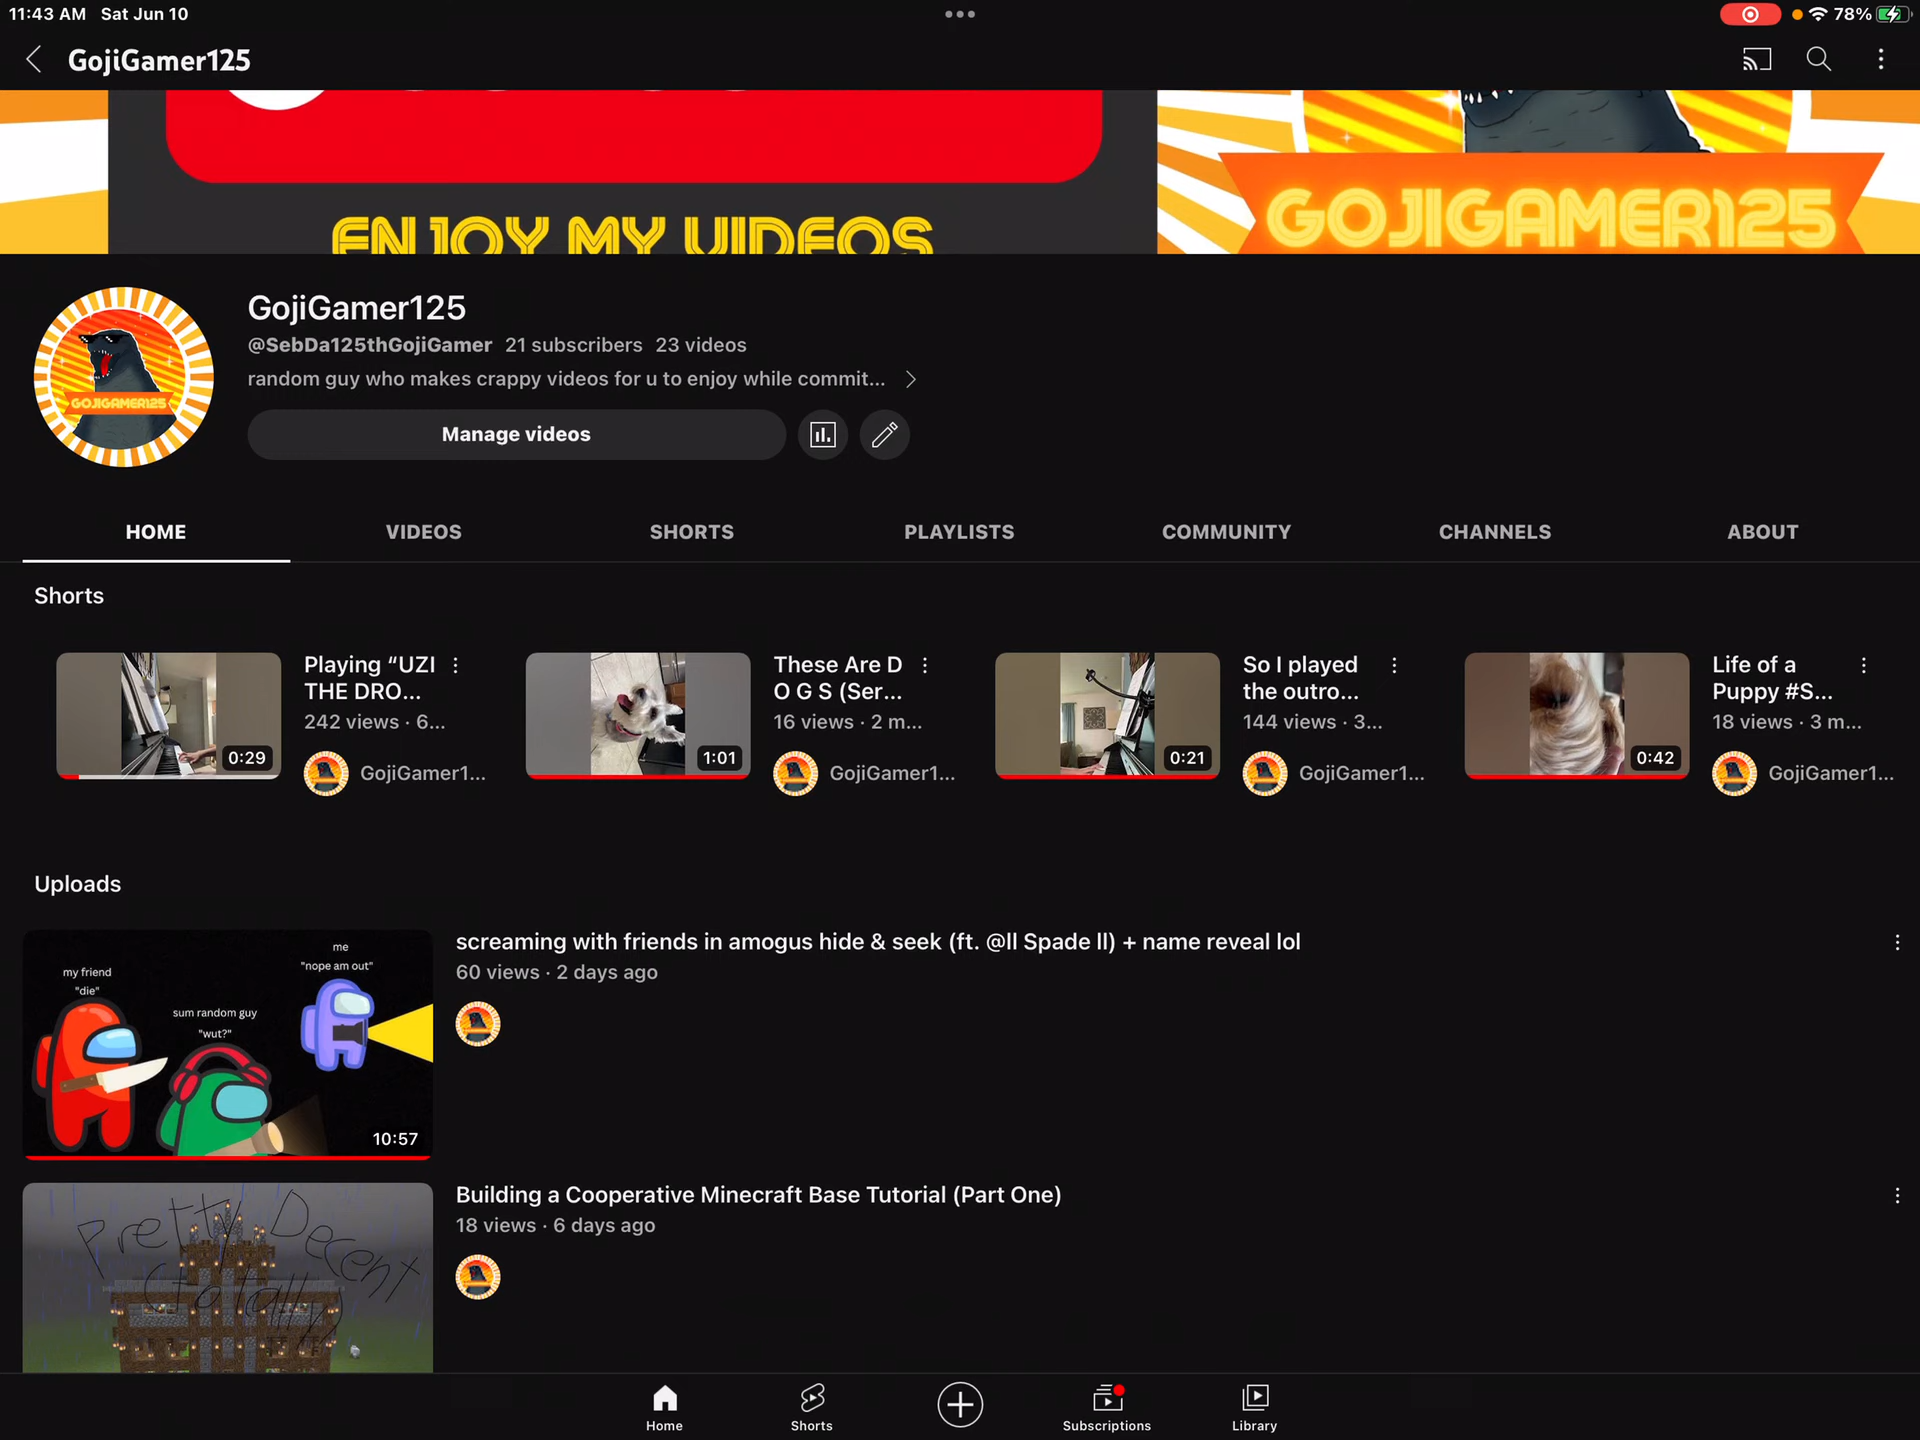 11:43 AM Sat Jun 10
78%
GojiGamer125
ENJOY MY VIDEOS
GOJIGAMER125
GojiGamer125
@SebDa125thGojiGamer 21 subscribers 23 videos
random guy who makes crappy videos for u to enjoy while commit...
GOJIGAMER125
Manage videos
HOME VIDEOS SHORTS PLAYLISTS COMMUNITY CHANNELS ABOUT
Shorts
Playing “UZI
THE DRO...
242 views · 6...
GojiGamer1...
0:29
These Are D
O G S (Ser...
16 views · 2 m...
GojiGamer1...
1:01
So I played
the outro...
144 views · 3...
GojiGamer1...
0:21
Life of a
Puppy #S...
18 views · 3 m...
GojiGamer1...
0:42
Uploads
me
"nope am out"
my friend
"die"
sum random guy
"wut?"
10:57
screaming with friends in amogus hide & seek (ft. @ll Spade ll) + name reveal lol
60 views · 2 days ago
Pretty Decent
(totally)
Building a Cooperative Minecraft Base Tutorial (Part One)
18 views · 6 days ago
Home Shorts Subscriptions Library